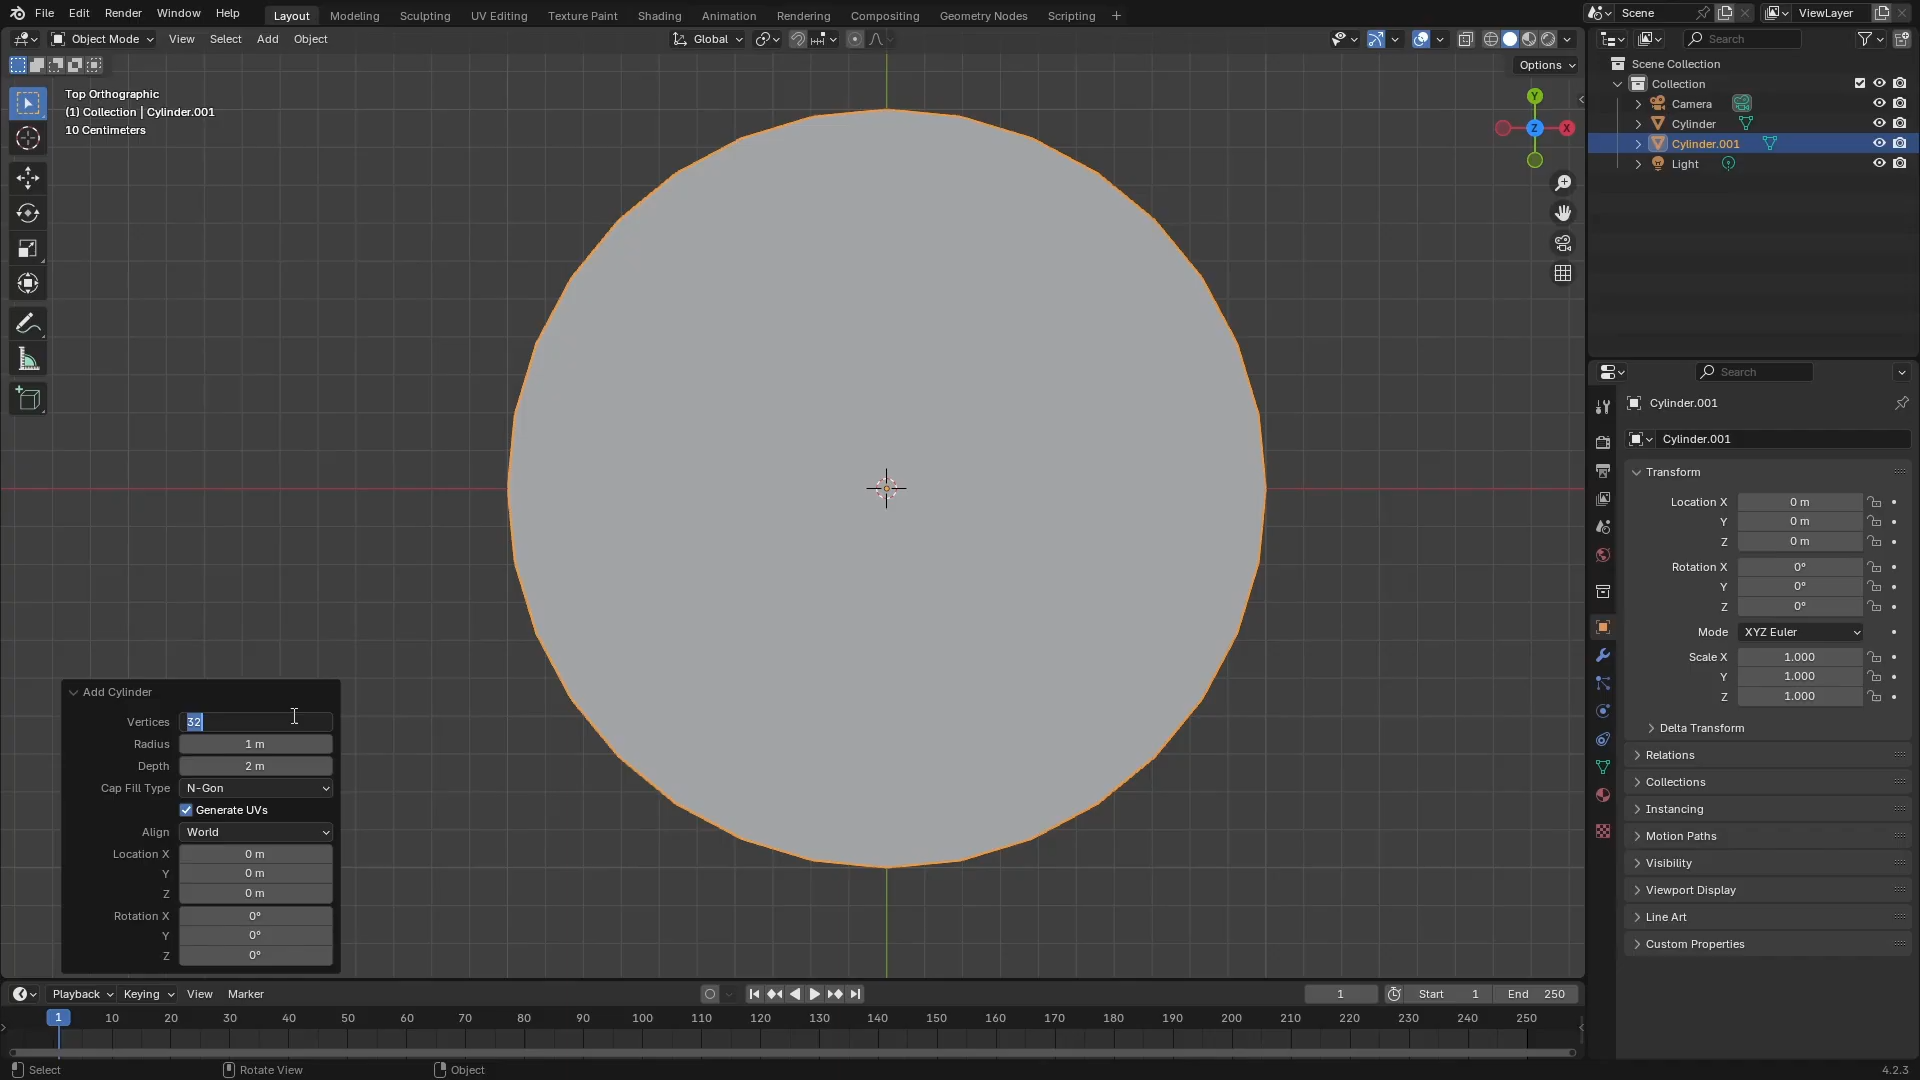 File Edit Render Window Help Layout Modeling Sculpting UV Editing Texture Paint Shading Animation Rendering Compositing Geometry Nodes Scripting + Scene ViewLayer
Object Mode View Select Add Object Global Search
Options
Top Orthographic
(1) Collection | Cylinder.001
10 Centimeters
Y
Z X
Scene Collection
Collection
Camera
Cylinder
Cylinder.001
Light
Search
Cylinder.001
Cylinder.001
Transform
Location X 0 m
Y 0 m
Z 0 m
Rotation X 0°
Y 0°
Z 0°
Mode XYZ Euler
Scale X 1.000
Y 1.000
Z 1.000
Delta Transform
Relations
Collections
Instancing
Motion Paths
Visibility
Viewport Display
Line Art
Custom Properties
Add Cylinder
Vertices 32
Radius 1 m
Depth 2 m
Cap Fill Type N-Gon
Generate UVs
Align World
Location X 0 m
Y 0 m
Z 0 m
Rotation X 0°
Y 0°
Z 0°
Playback Keying View Marker 1 Start 1 End 250
1 10 20 30 40 50 60 70 80 90 100 110 120 130 140 150 160 170 180 190 200 210 220 230 240 250
Select Rotate View Object 4.2.3